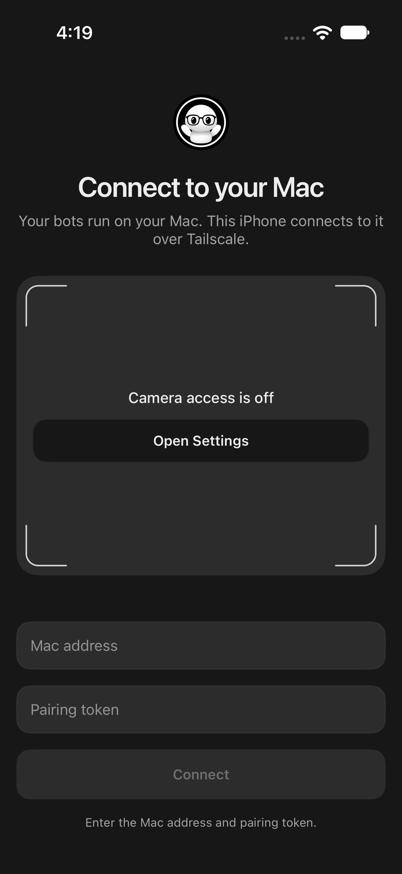 4:19
Connect to your Mac
Your bots run on your Mac. This iPhone connects to it
over Tailscale.
Camera access is off
Open Settings
Mac address
Pairing token
Connect
Enter the Mac address and pairing token.